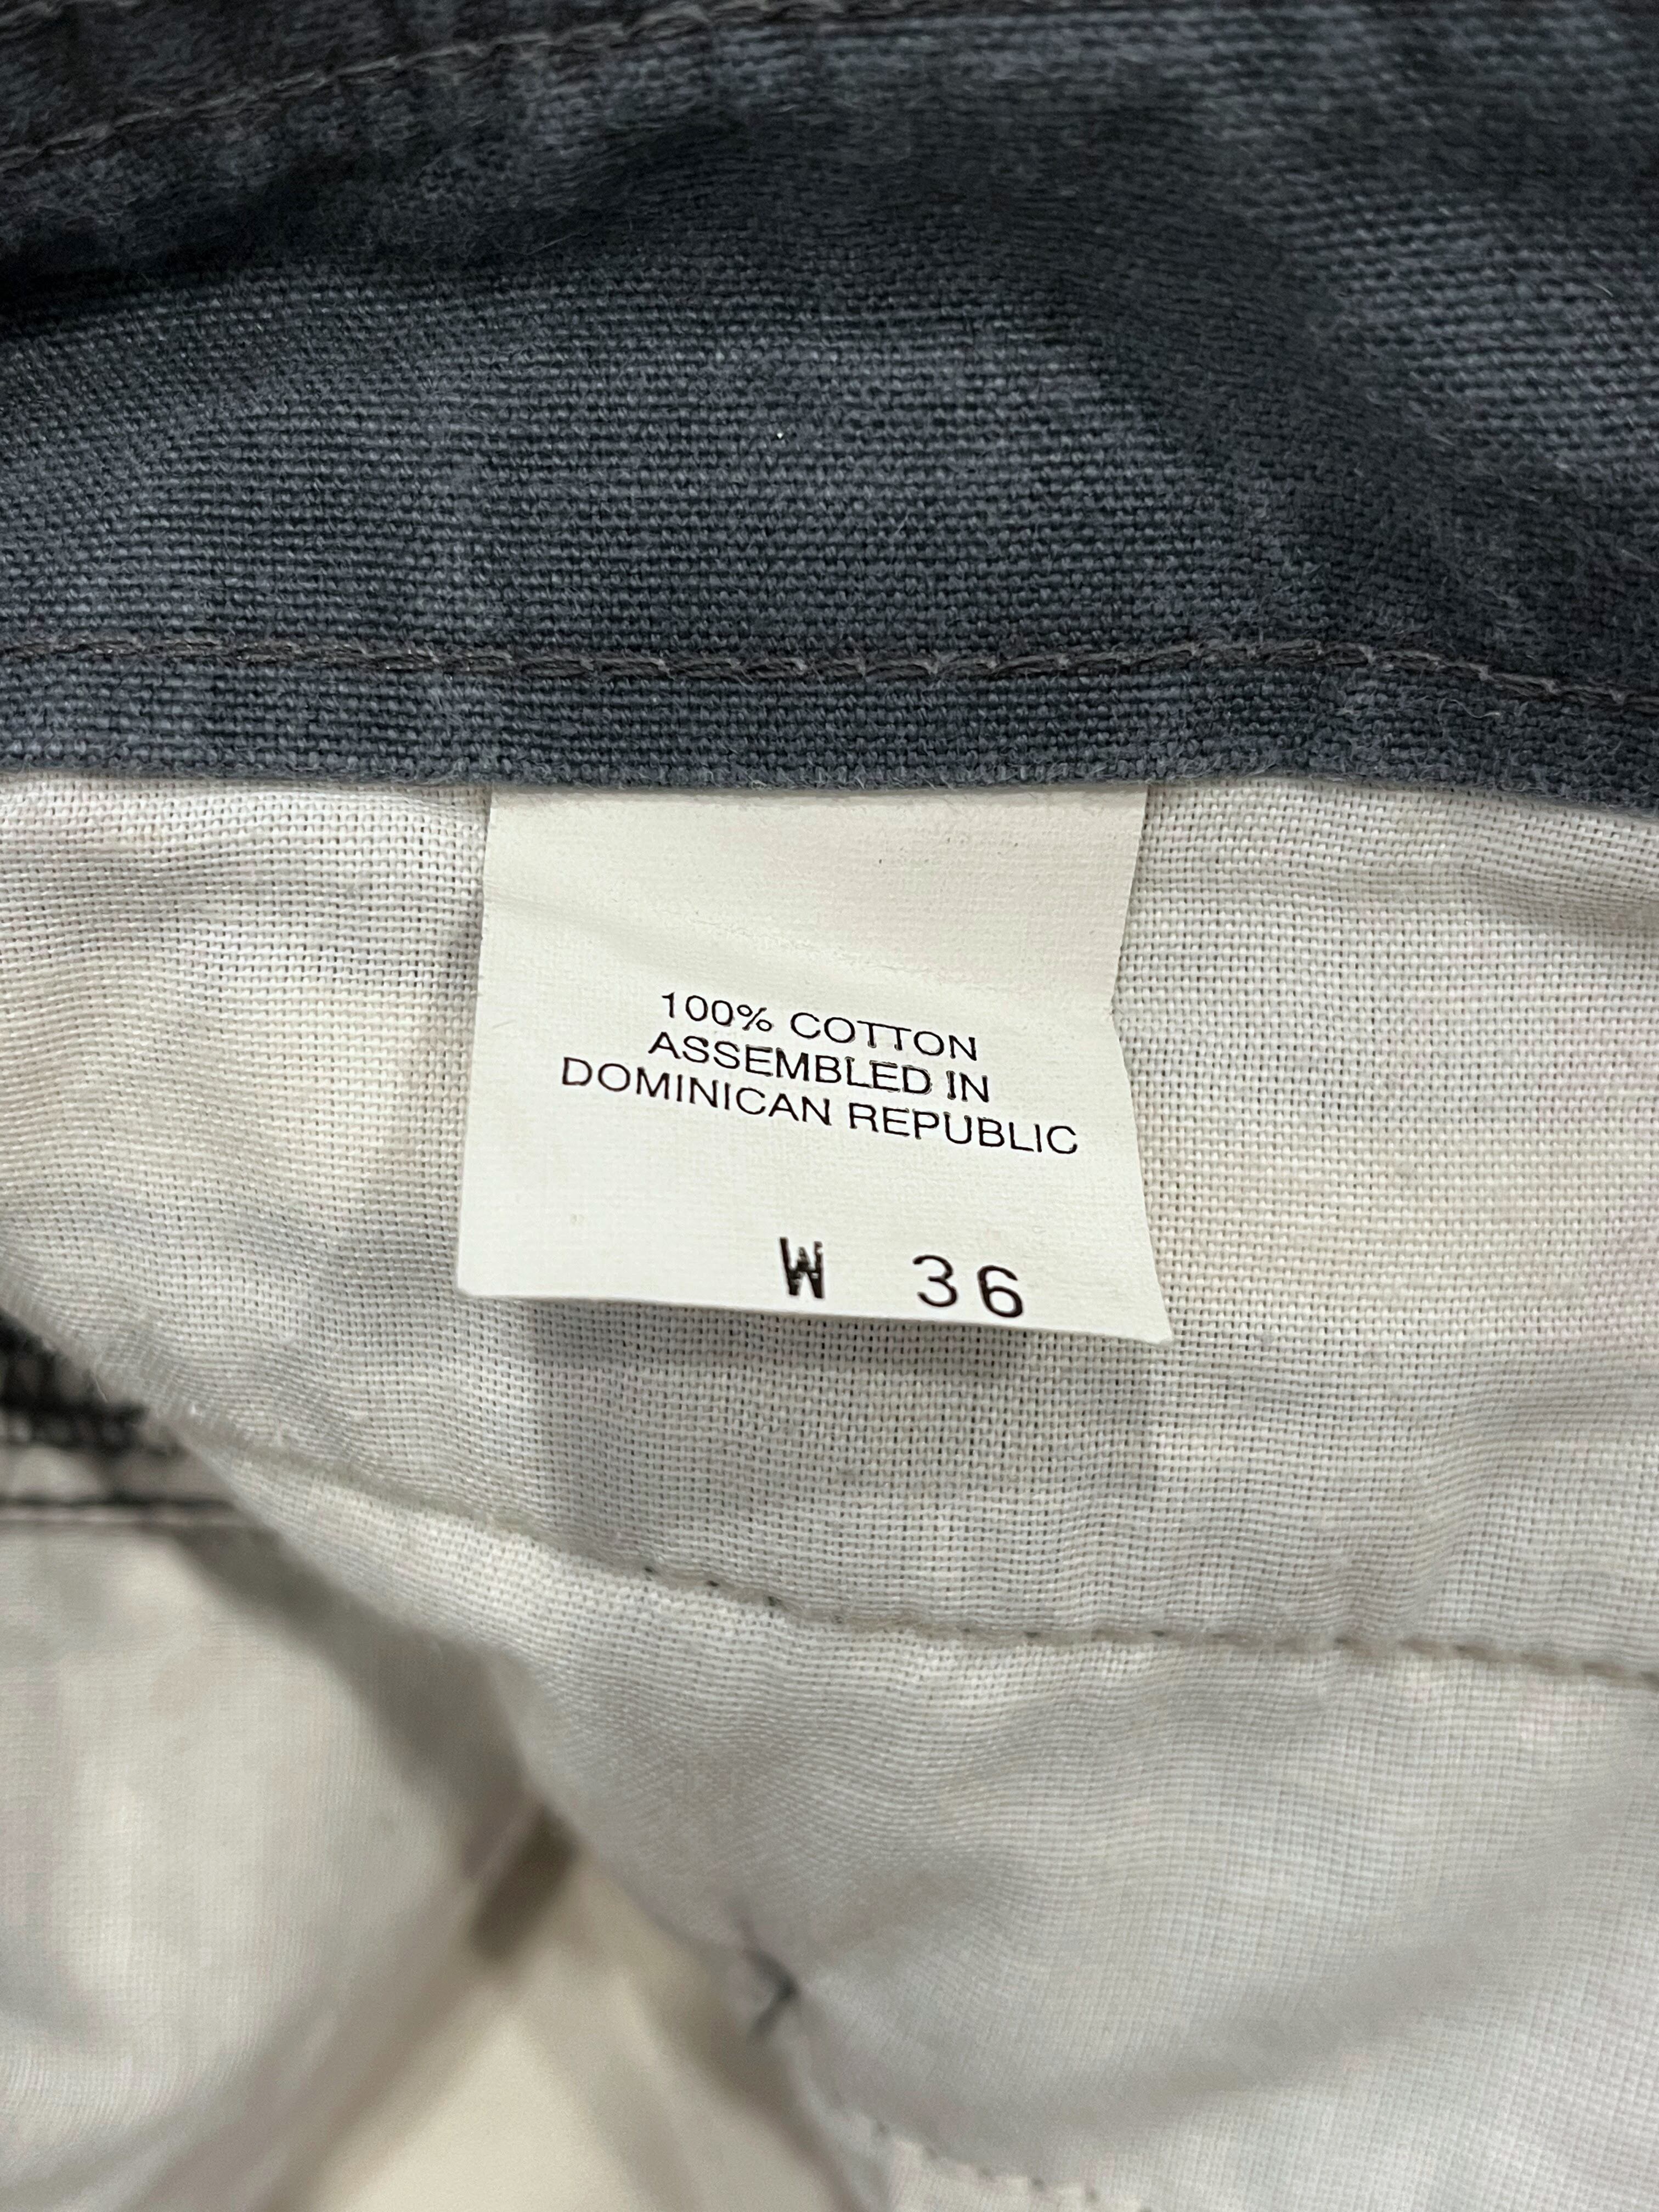 100% COTTON
ASSEMBLED IN
DOMINICAN REPUBLIC
W 36